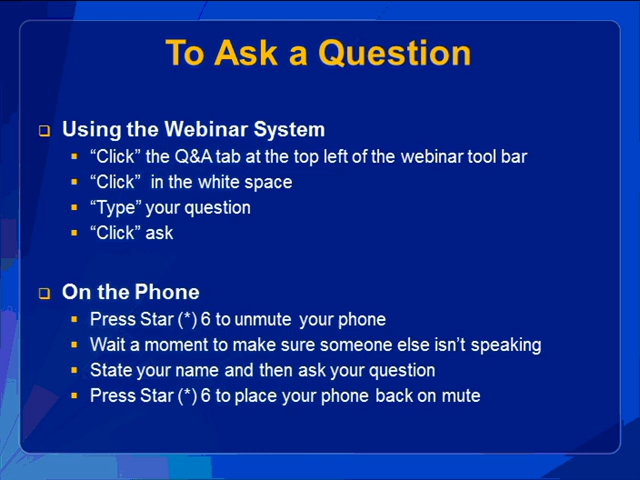 To Ask a Question
Using the Webinar System
“Click” the Q&A tab at the top left of the webinar tool bar
“Click” in the white space
“Type” your question
“Click” ask
On the Phone
Press Star (*) 6 to unmute your phone
Wait a moment to make sure someone else isn’t speaking
State your name and then ask your question
Press Star (*) 6 to place your phone back on mute